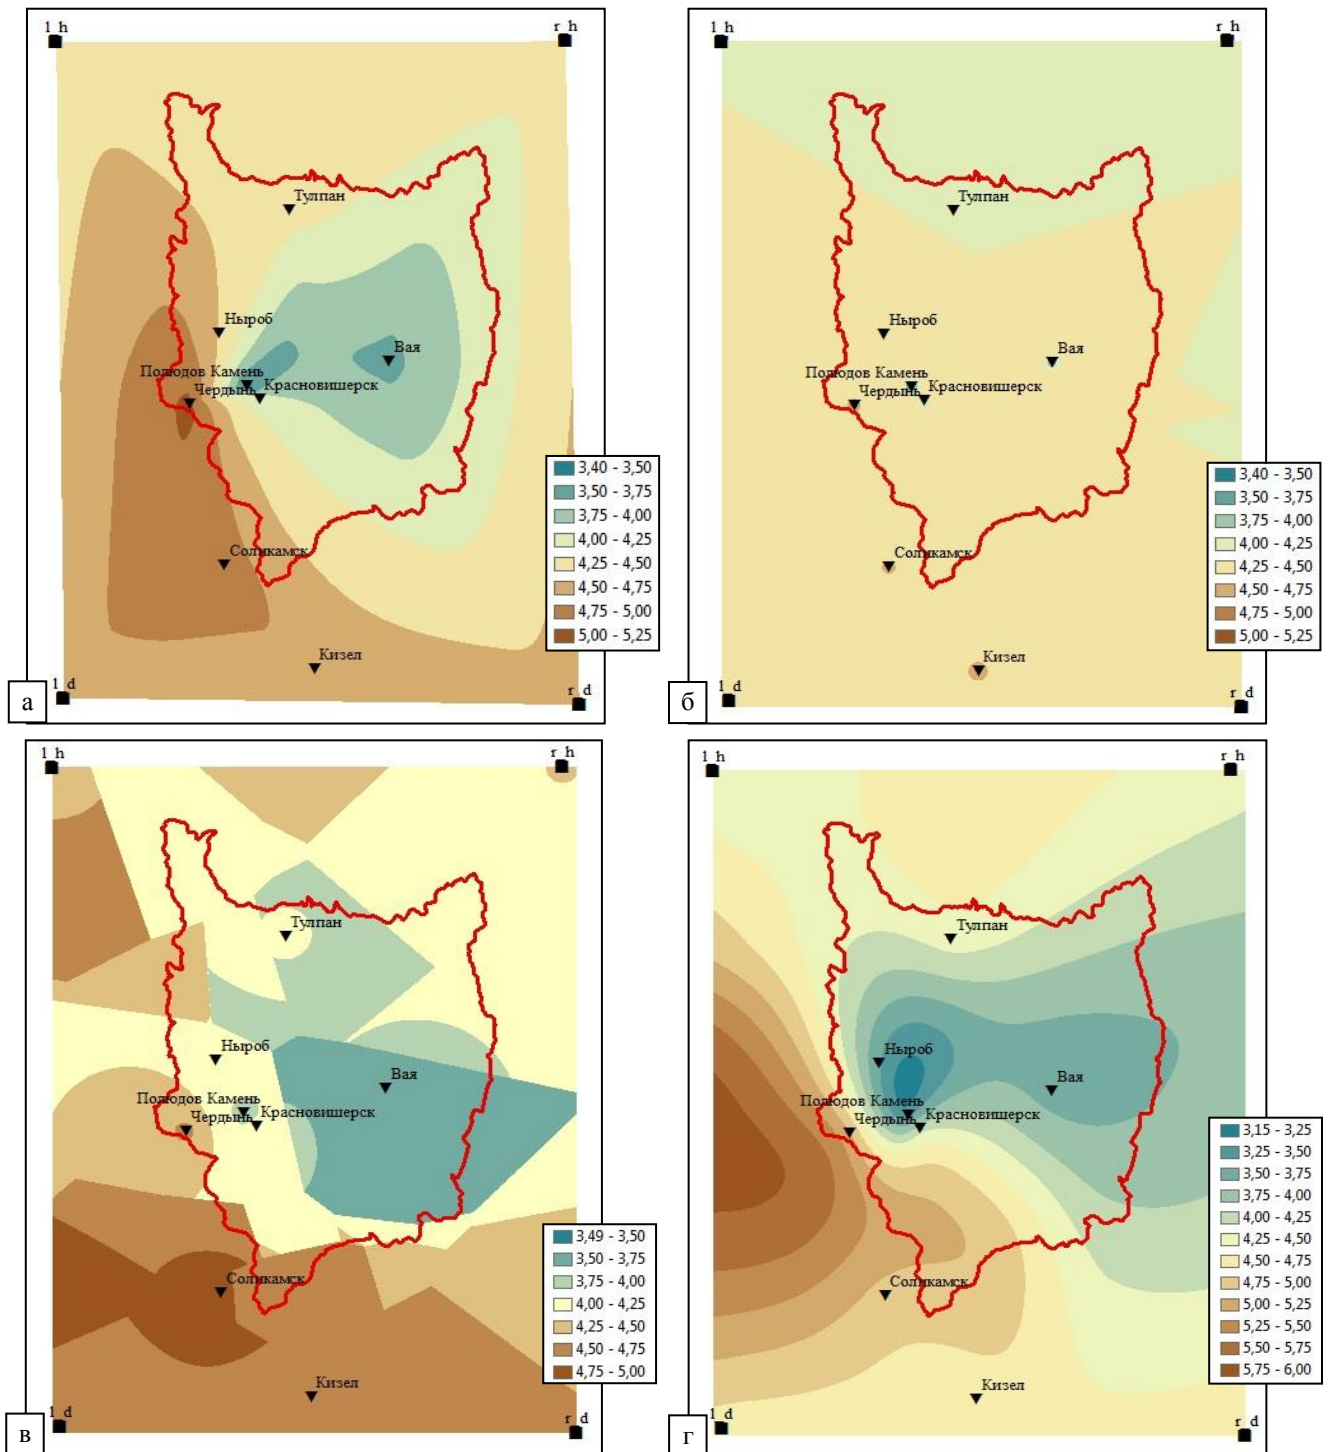 l_h
r_h
Тулпан
Ныроб
Вая
Полюдов Камень
Красновишерск
Чердынь
Соликамск
Кизел
l_d
r_d
3,40 - 3,50
3,50 - 3,75
3,75 - 4,00
4,00 - 4,25
4,25 - 4,50
4,50 - 4,75
4,75 - 5,00
5,00 - 5,25
а
l_h
r_h
Тулпан
Ныроб
Вая
Полюдов Камень
Красновишерск
Чердынь
Соликамск
Кизел
l_d
r_d
3,40 - 3,50
3,50 - 3,75
3,75 - 4,00
4,00 - 4,25
4,25 - 4,50
4,50 - 4,75
4,75 - 5,00
5,00 - 5,25
б
l_h
r_h
Тулпан
Ныроб
Вая
Полюдов Камень
Красновишерск
Чердынь
Соликамск
Кизел
l_d
r_d
3,49 - 3,50
3,50 - 3,75
3,75 - 4,00
4,00 - 4,25
4,25 - 4,50
4,50 - 4,75
4,75 - 5,00
в
l_h
r_h
Тулпан
Ныроб
Вая
Полюдов Камень
Красновишерск
Чердынь
Соликамск
Кизел
l_d
r_d
3,15 - 3,25
3,25 - 3,50
3,50 - 3,75
3,75 - 4,00
4,00 - 4,25
4,25 - 4,50
4,50 - 4,75
4,75 - 5,00
5,00 - 5,25
5,25 - 5,50
5,50 - 5,75
5,75 - 6,00
г